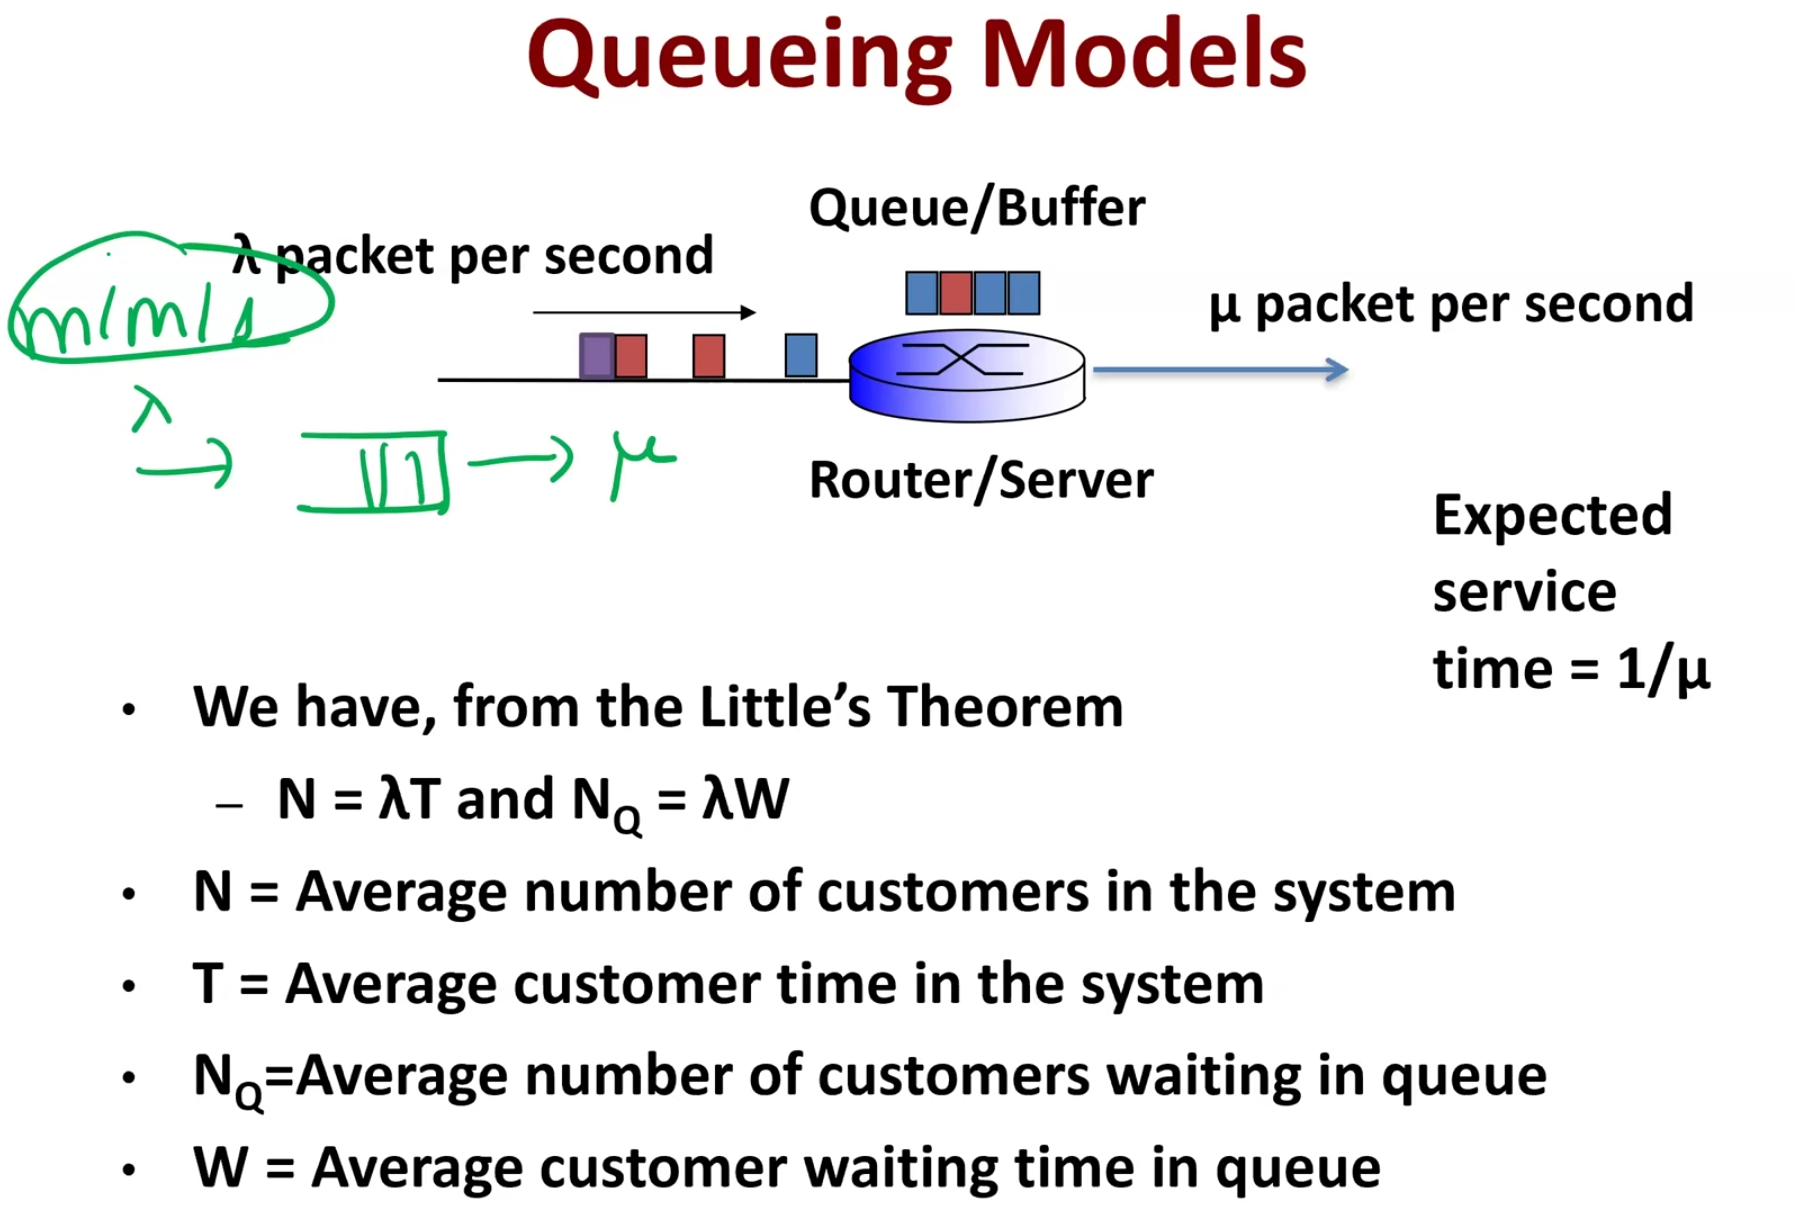 Queueing Models
Queue/Buffer
λ packet per second
m/m/1
μ packet per second
λ
μ
Router/Server
Expected
service
time = 1/μ
• We have, from the Little’s Theorem
– N = λT and NQ = λW
• N = Average number of customers in the system
• T = Average customer time in the system
• NQ=Average number of customers waiting in queue
• W = Average customer waiting time in queue